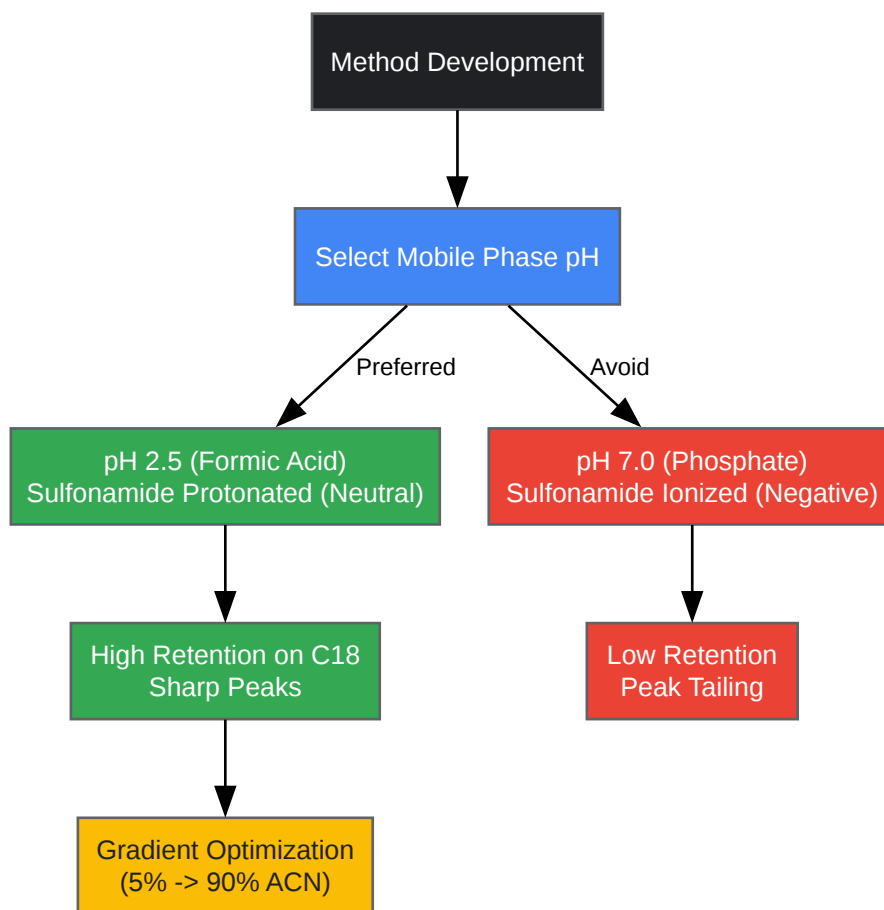 Method Development
Select Mobile Phase pH
Preferred
Avoid
pH 2.5 (Formic Acid)
Sulfonamide Protonated (Neutral)
pH 7.0 (Phosphate)
Sulfonamide Ionized (Negative)
High Retention on C18
Sharp Peaks
Low Retention
Peak Tailing
Gradient Optimization
(5% -> 90% ACN)